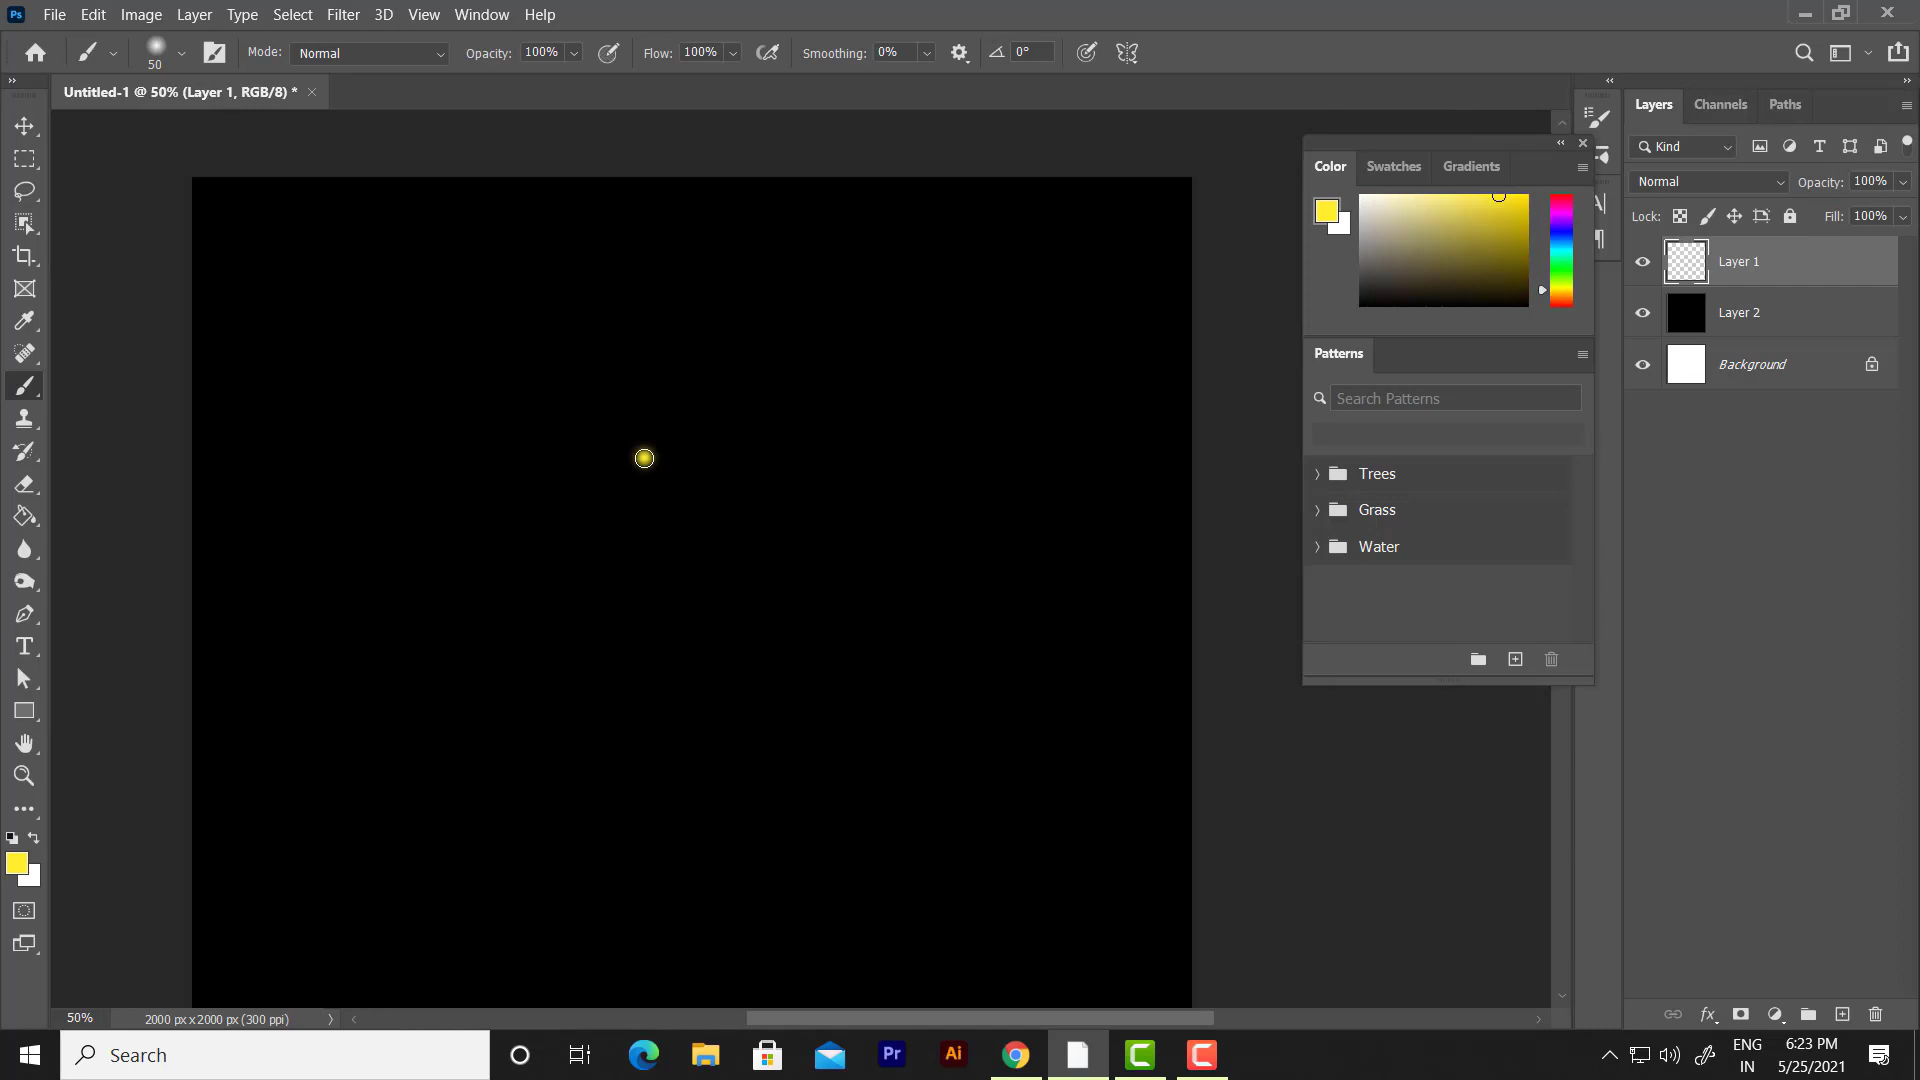 Ps File Edit Image Layer Type Select Filter 3D View Window Help
50 Mode: Normal Opacity: 100% Flow: 100% Smoothing: 0% 0°
Untitled-1 @ 50% (Layer 1, RGB/8) *
Color Swatches Gradients
Patterns
Search Patterns
Trees
Grass
Water
Layers Channels Paths
Kind
Normal Opacity: 100%
Lock: Fill: 100%
Layer 1
Layer 2
Background
50% 2000 px x 2000 px (300 ppi)
Search
Pr Ai
ENG
IN
6:23 PM
5/25/2021